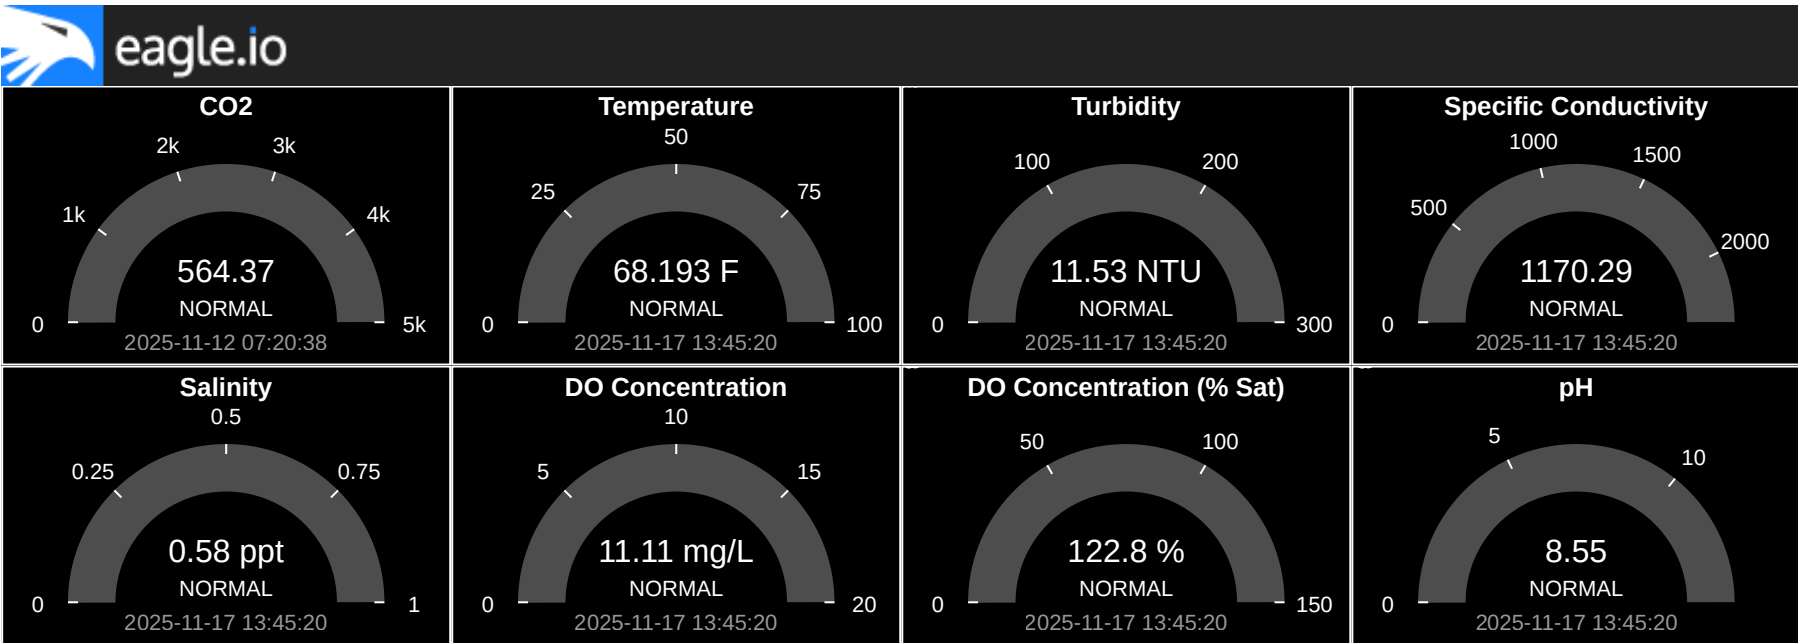 eagle.io
CO2
0
1k
2k
3k
4k
5k
564.37
NORMAL
2025-11-12 07:20:38
Temperature
0
25
50
75
100
68.193 F
NORMAL
2025-11-17 13:45:20
Turbidity
0
100
200
300
11.53 NTU
NORMAL
2025-11-17 13:45:20
Specific Conductivity
0
500
1000
1500
2000
1170.29
NORMAL
2025-11-17 13:45:20
Salinity
0
0.25
0.5
0.75
1
0.58 ppt
NORMAL
2025-11-17 13:45:20
DO Concentration
0
5
10
15
20
11.11 mg/L
NORMAL
2025-11-17 13:45:20
DO Concentration (% Sat)
0
50
100
150
122.8 %
NORMAL
2025-11-17 13:45:20
pH
0
5
10
8.55
NORMAL
2025-11-17 13:45:20